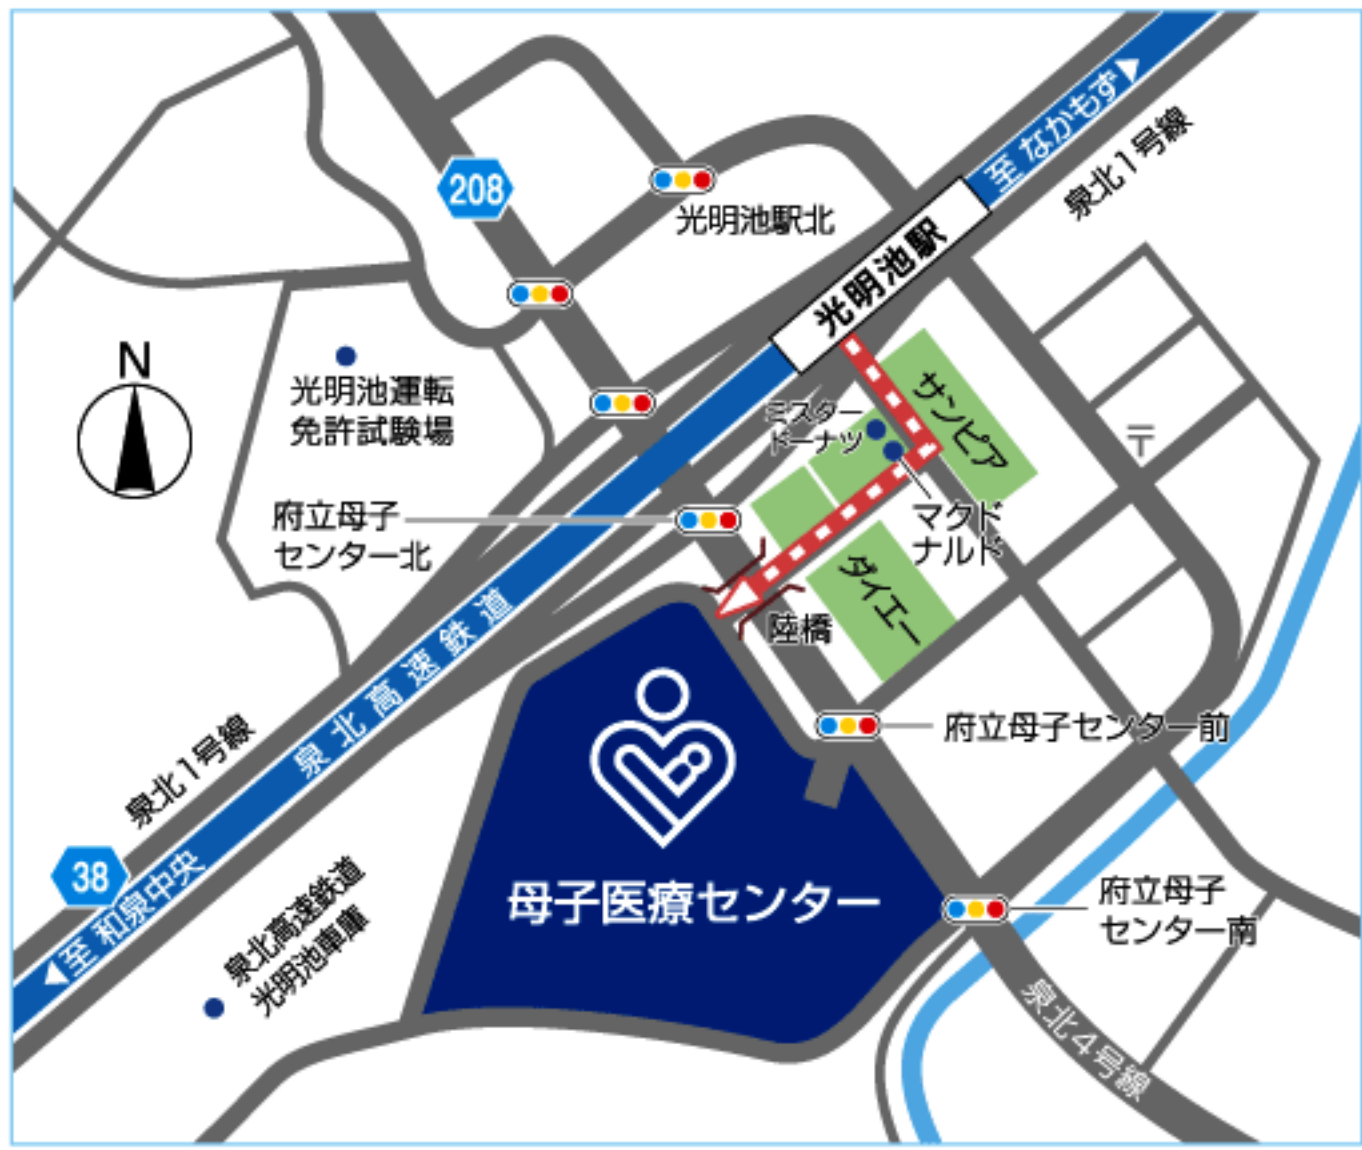 至 なかもず
泉北1号線
208
光明池駅北
光明池駅
N
光明池運転
免許試験場
サンピア
ミスター
ドーナツ
〒
マクド
ナルド
府立母子
センター北
ダイエー
陸橋
泉北高速鉄道
府立母子センター前
泉北1号線
38
至 和泉中央
泉北高速鉄道
光明池車庫
母子医療センター
府立母子
センター南
泉北4号線